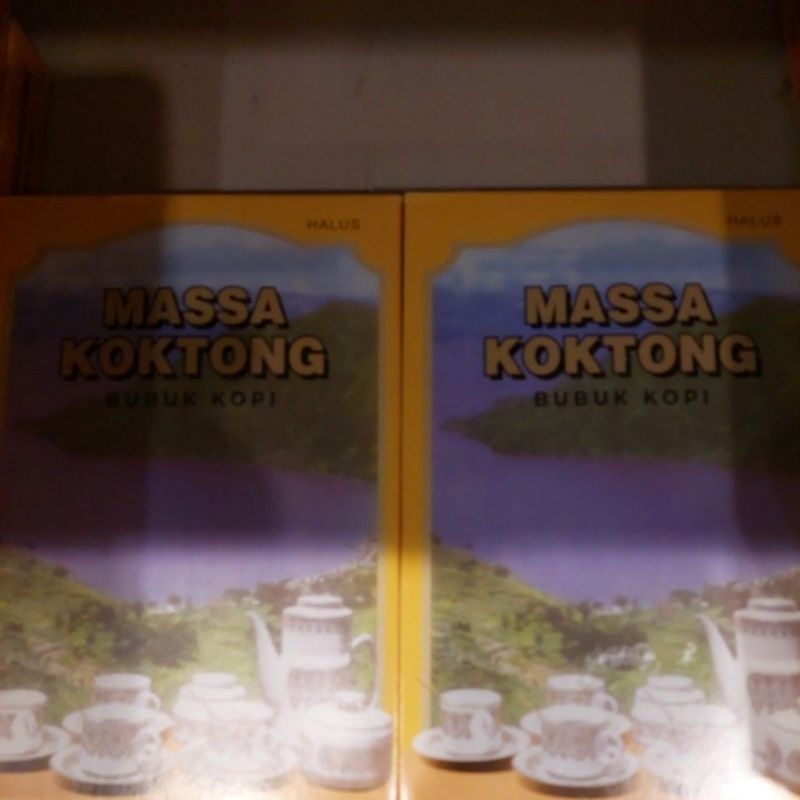 HALUS
MASSA
KOKTONG
BUBUK KOPI
HALUS
MASSA
KOKTONG
BUBUK KOPI